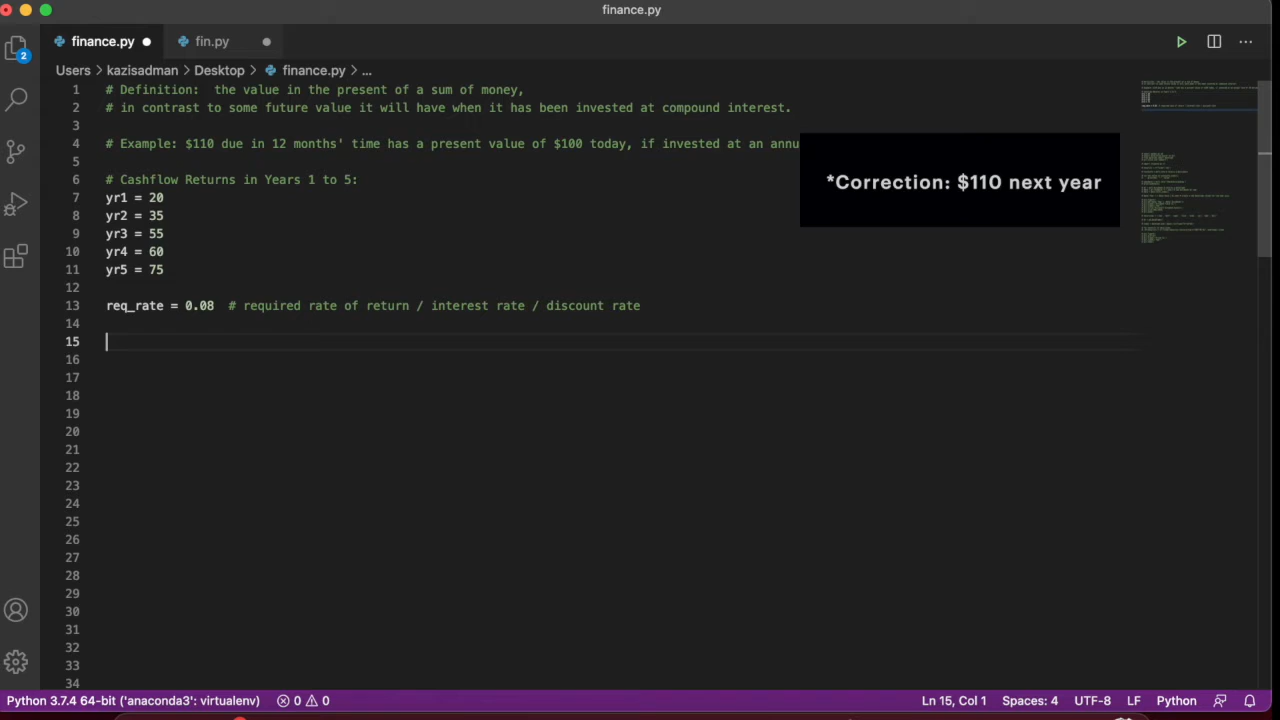 finance.py
finance.py
fin.py
2
Users > kazisadman > Desktop > finance.py > ...
1 # Definition:  the value in the present of a sum of money,
2 # in contrast to some future value it will have when it has been invested at compound interest.
3
4 # Example: $110 due in 12 months' time has a present value of $100 today, if invested at an annu
*Correction: $110 next year
5
6 # Cashflow Returns in Years 1 to 5:
7 yr1 = 20
8 yr2 = 35
9 yr3 = 55
10 yr4 = 60
11 yr5 = 75
12
13 req_rate = 0.08  # required rate of return / interest rate / discount rate
14
15
16
17
18
19
20
21
22
23
24
25
26
27
28
29
30
31
32
33
34
Python 3.7.4 64-bit ('anaconda3': virtualenv) 0 0 Ln 15, Col 1 Spaces: 4 UTF-8 LF Python